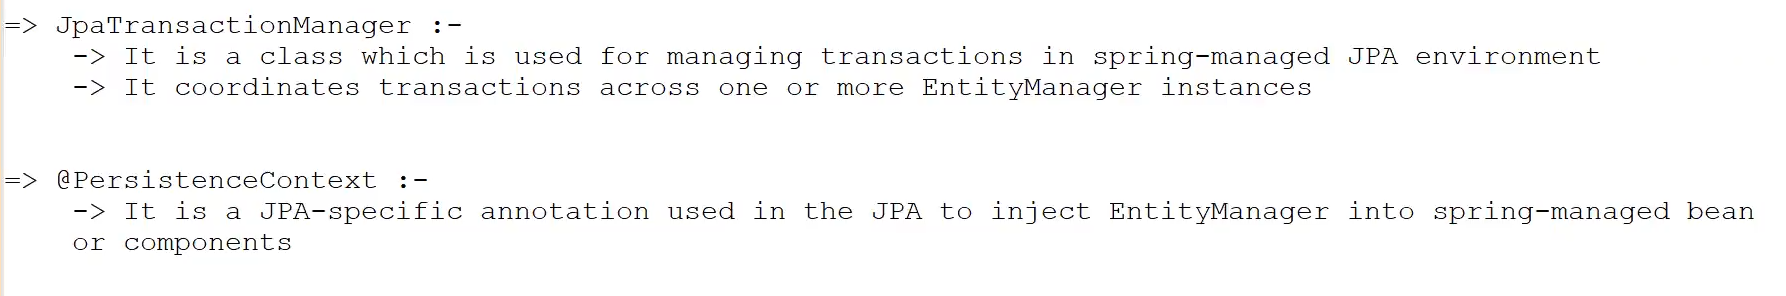 => JpaTransactionManager :-
-> It is a class which is used for managing transactions in spring-managed JPA environment
-> It coordinates transactions across one or more EntityManager instances
=> @PersistenceContext :-
-> It is a JPA-specific annotation used in the JPA to inject EntityManager into spring-managed bean
or components